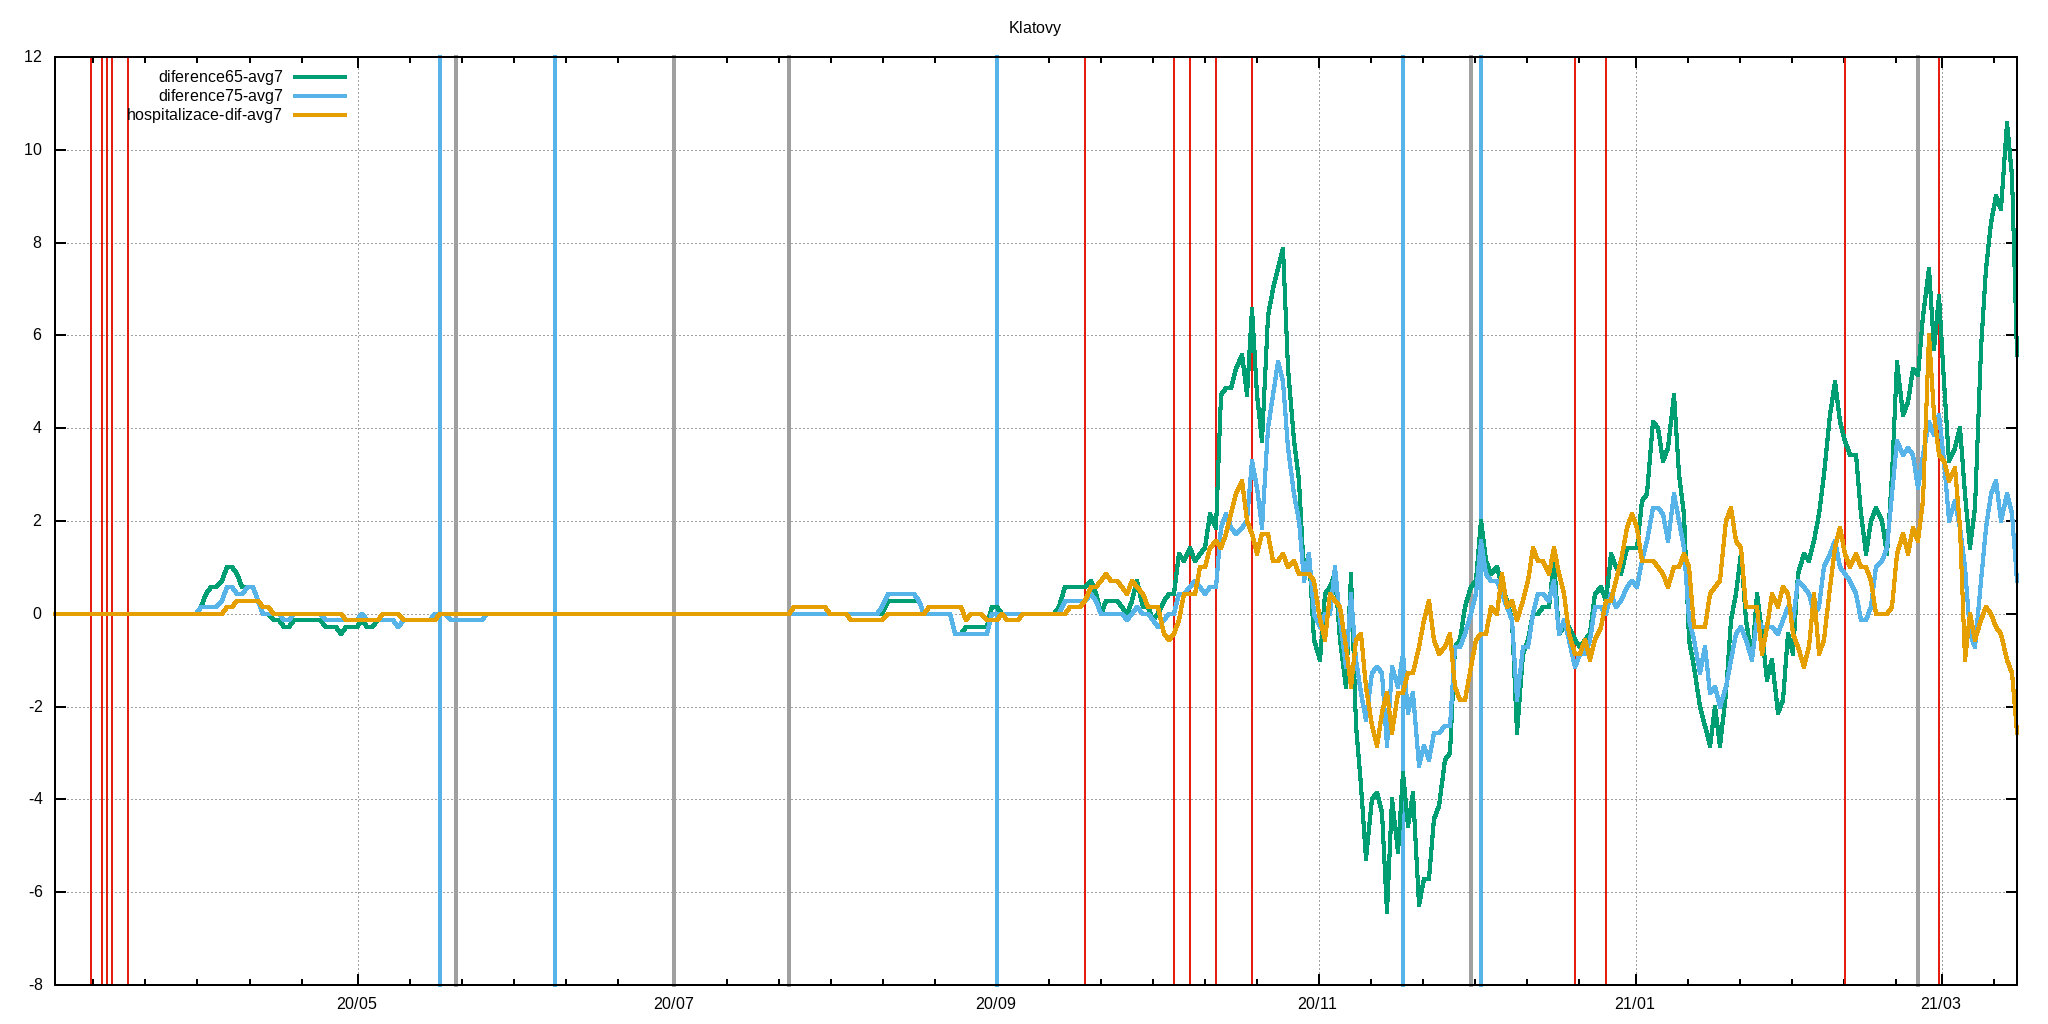 Klatovy
diference65-avg7
diference75-avg7
hospitalizace-dif-avg7
12
10
8
6
4
2
0
-2
-4
-6
-8
20/05 20/07 20/09 20/11 21/01 21/03